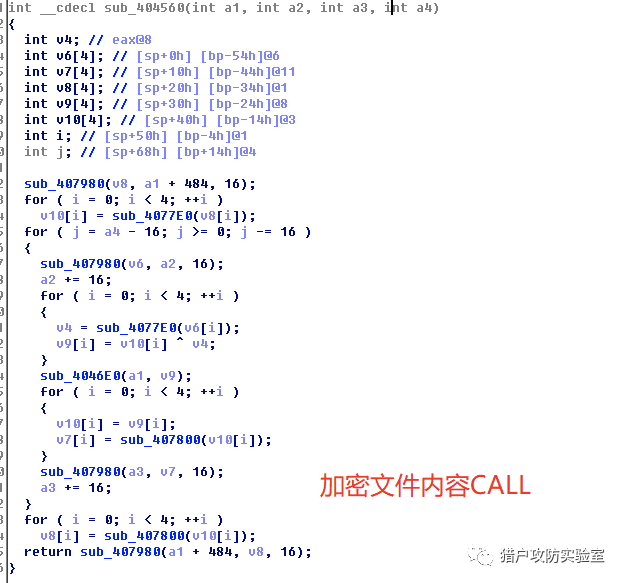 int __cdecl sub_404560(int a1, int a2, int a3, int a4)
{
int v4; // eax@8
int v6[4]; // [sp+0h] [bp-54h]@6
int v7[4]; // [sp+10h] [bp-44h]@11
int v8[4]; // [sp+20h] [bp-34h]@1
int v9[4]; // [sp+30h] [bp-24h]@8
int v10[4]; // [sp+40h] [bp-14h]@3
int i; // [sp+50h] [bp-4h]@1
int j; // [sp+68h] [bp+14h]@4
sub_407980(v8, a1 + 484, 16);
for ( i = 0; i < 4; ++i )
v10[i] = sub_4077E0(v8[i]);
for ( j = a4 - 16; j >= 0; j -= 16 )
{
sub_407980(v6, a2, 16);
a2 += 16;
for ( i = 0; i < 4; ++i )
{
v4 = sub_4077E0(v6[i]);
v9[i] = v10[i] ^ v4;
}
sub_4046E0(a1, v9);
for ( i = 0; i < 4; ++i )
{
v10[i] = v9[i];
v7[i] = sub_407800(v10[i]);
}
sub_407980(a3, v7, 16);
a3 += 16;
}
for ( i = 0; i < 4; ++i )
v8[i] = sub_407800(v10[i]);
return sub_407980(a1 + 484, v8, 16);
}
加密文件内容CALL
猎户攻防实验室